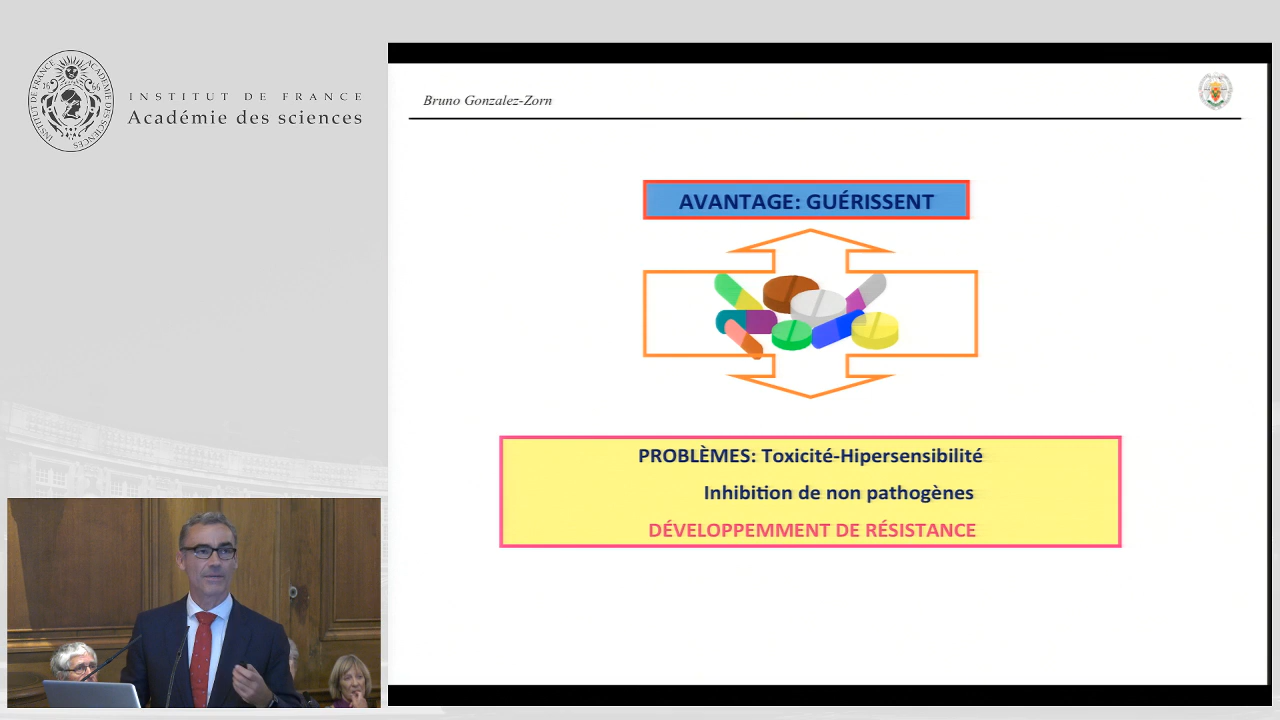 INSTITUT DE FRANCE
Académie des sciences
Bruno Gonzalez-Zorn
AVANTAGE: GUÉRISSENT
PROBLÈMES: Toxicité-Hipersensibilité
Inhibition de non pathogènes
DÉVELOPPEMMENT DE RÉSISTANCE